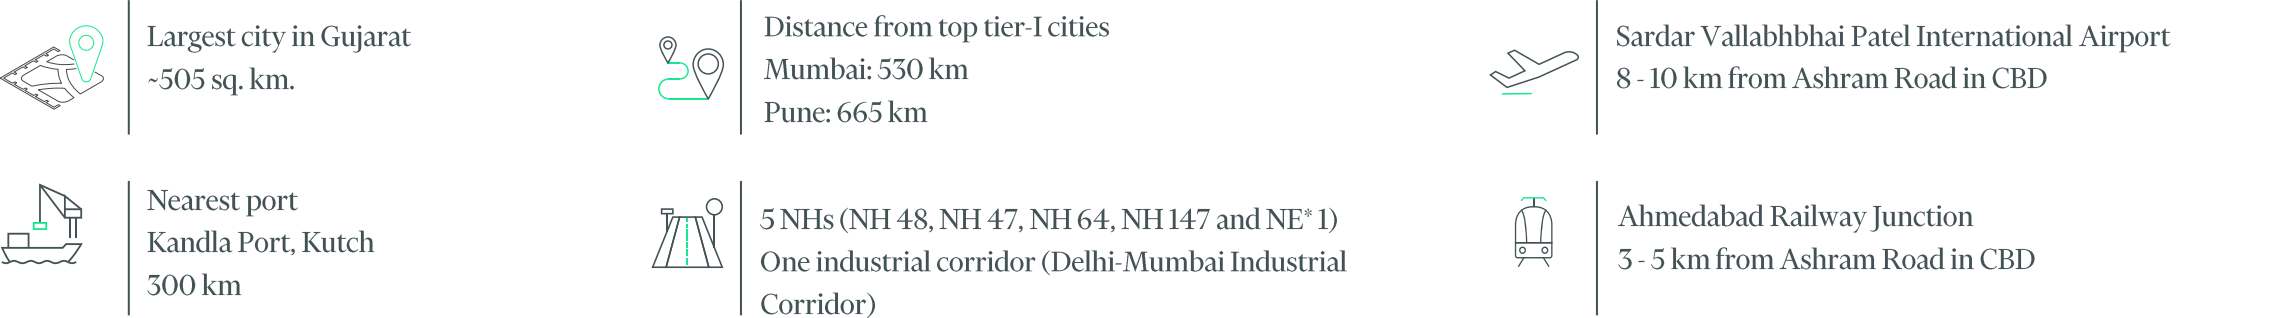 Largest city in Gujarat
~505 sq. km.
Distance from top tier-I cities
Mumbai: 530 km
Pune: 665 km
Sardar Vallabhbhai Patel International Airport
8 - 10 km from Ashram Road in CBD
Nearest port
Kandla Port, Kutch
300 km
5 NHs (NH 48, NH 47, NH 64, NH 147 and NE* 1)
One industrial corridor (Delhi-Mumbai Industrial
Corridor)
Ahmedabad Railway Junction
3 - 5 km from Ashram Road in CBD